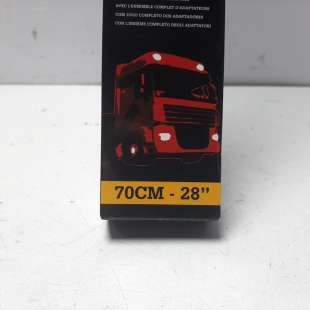 AVEC L'ENSEMBLE COMPLET D'ADAPTATEURS
COM JOGO COMPLETO DOS ADAPTADORES
CON L'INSIEME COMPLETO DEGLI ADATTATORI
70CM - 28”